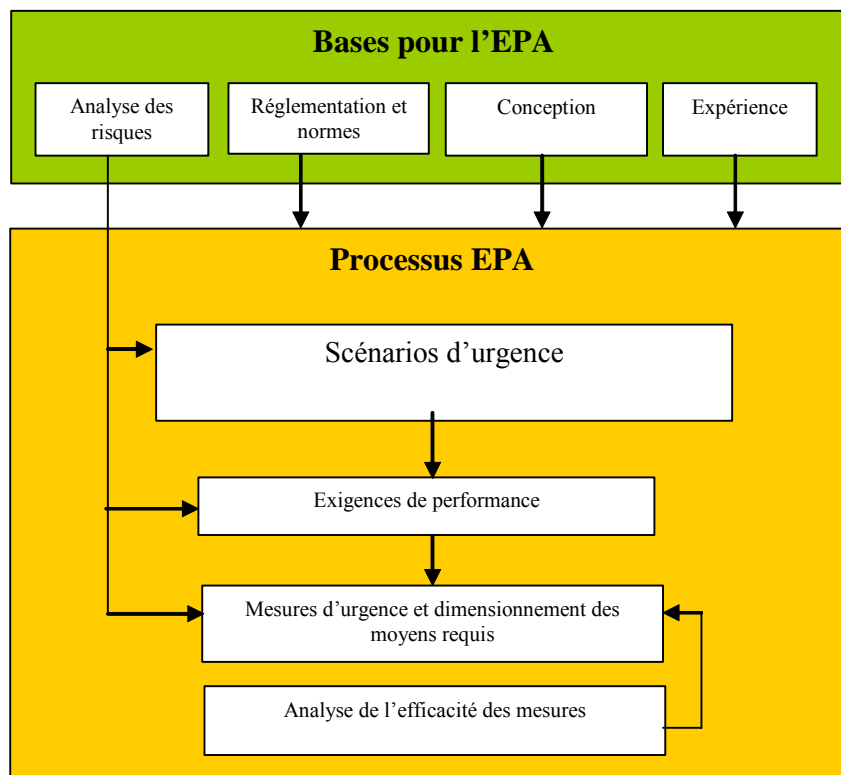 Bases pour l’EPA
Analyse des
risques
Réglementation et
normes
Conception
Expérience
Processus EPA
Scénarios d’urgence
Exigences de performance
Mesures d’urgence et dimensionnement des
moyens requis
Analyse de l’efficacité des mesures